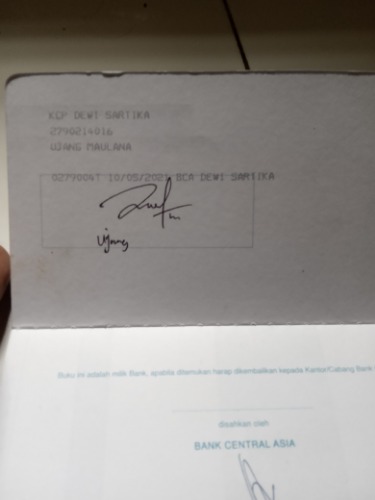 KCP DEWI SARTIKA
2790214016
UJANG MAULANA
0279004T 10/05/2021 BCA DEWI SARTIKA
Ujang
Buku ini adalah milik Bank, apabila ditemukan harap dikembalikan kepada Kantor/Cabang Bank
disahkan oleh
BANK CENTRAL ASIA